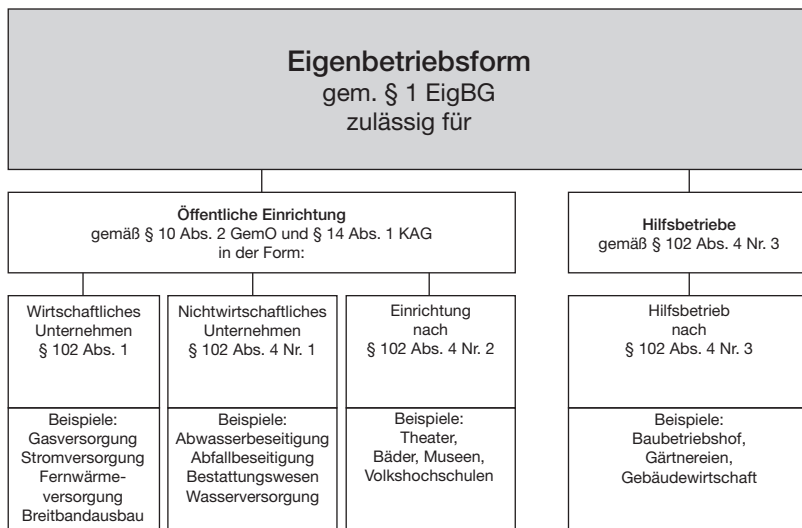 Eigenbetriebsform
gem. § 1 EigBG
zulässig für
Öffentliche Einrichtung
gemäß § 10 Abs. 2 GemO und § 14 Abs. 1 KAG
in der Form:
Hilfsbetriebe
gemäß § 102 Abs. 4 Nr. 3
Wirtschaftliches
Unternehmen
§ 102 Abs. 1
Nichtwirtschaftliches
Unternehmen
§ 102 Abs. 4 Nr. 1
Einrichtung
nach
§ 102 Abs. 4 Nr. 2
Hilfsbetrieb
nach
§ 102 Abs. 4 Nr. 3
Beispiele:
Gasversorgung
Stromversorgung
Fernwärme-
versorgung
Breitbandausbau
Beispiele:
Abwasserbeseitigung
Abfallbeseitigung
Bestattungswesen
Wasserversorgung
Beispiele:
Theater,
Bäder, Museen,
Volkshochschulen
Beispiele:
Baubetriebshof,
Gärtnereien,
Gebäudewirtschaft